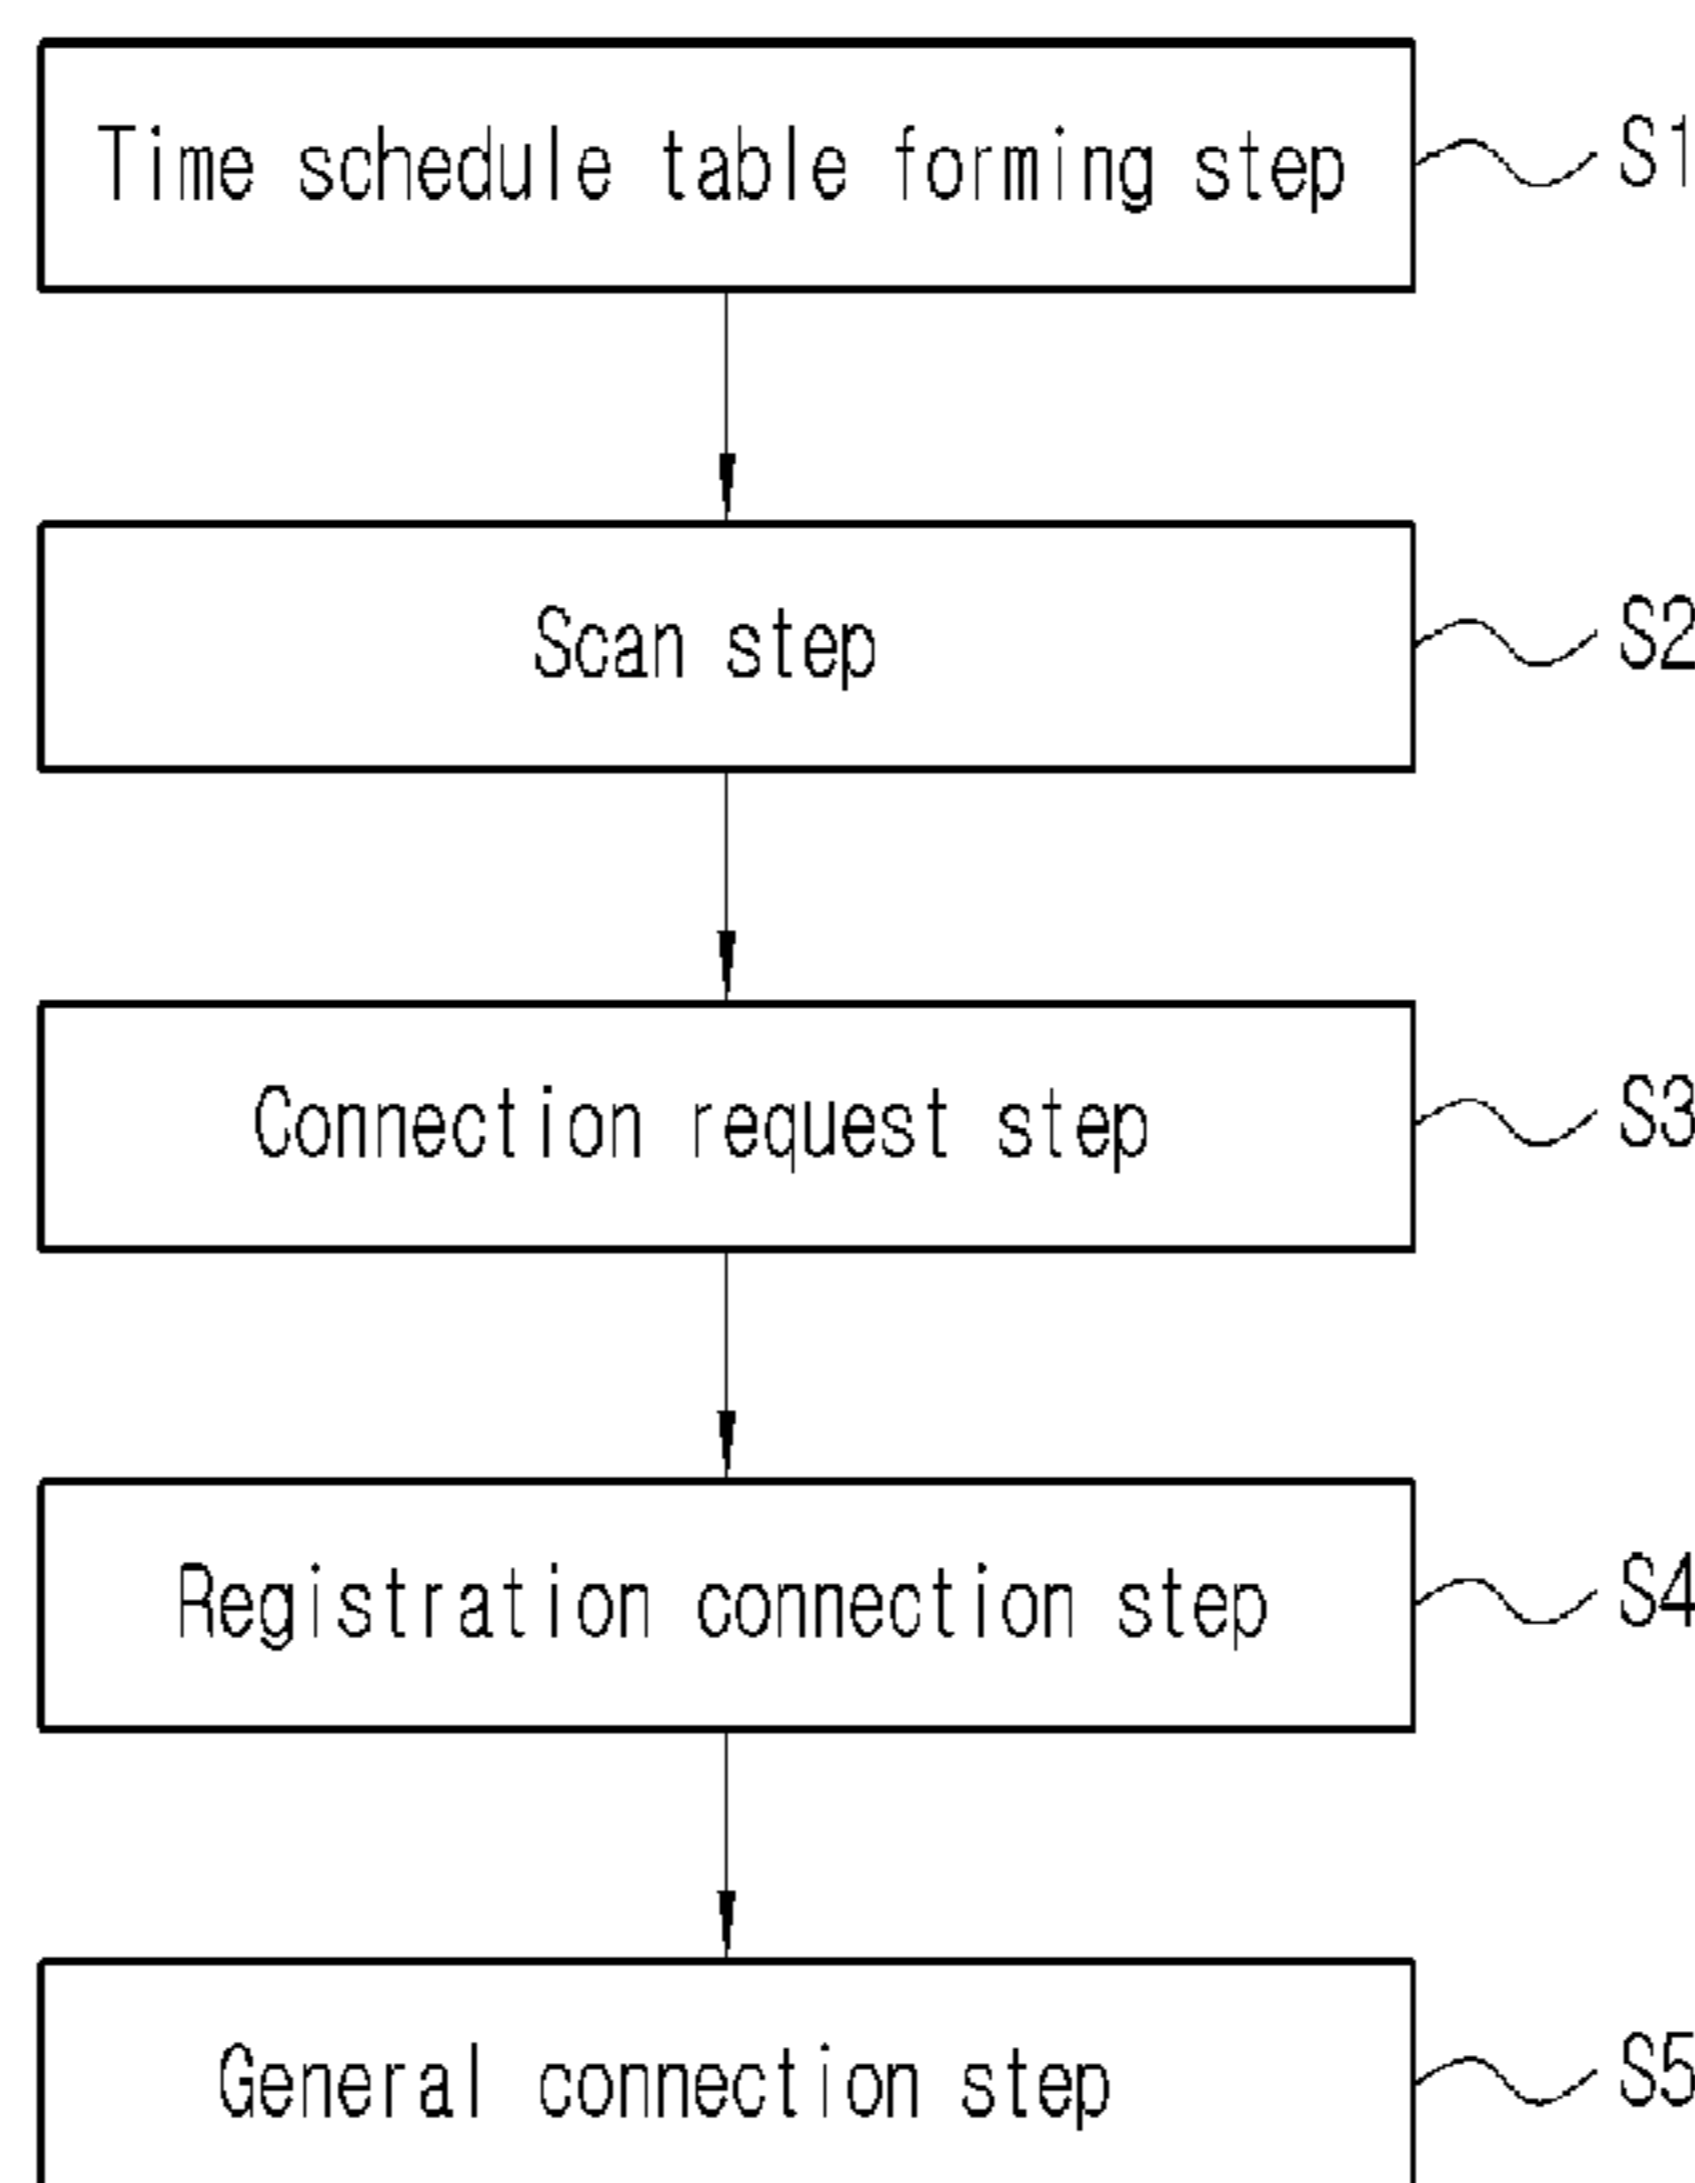 Time schedule table forming step S1
Scan step S2
Connection request step S3
Registration connection step S4
General connection step S5